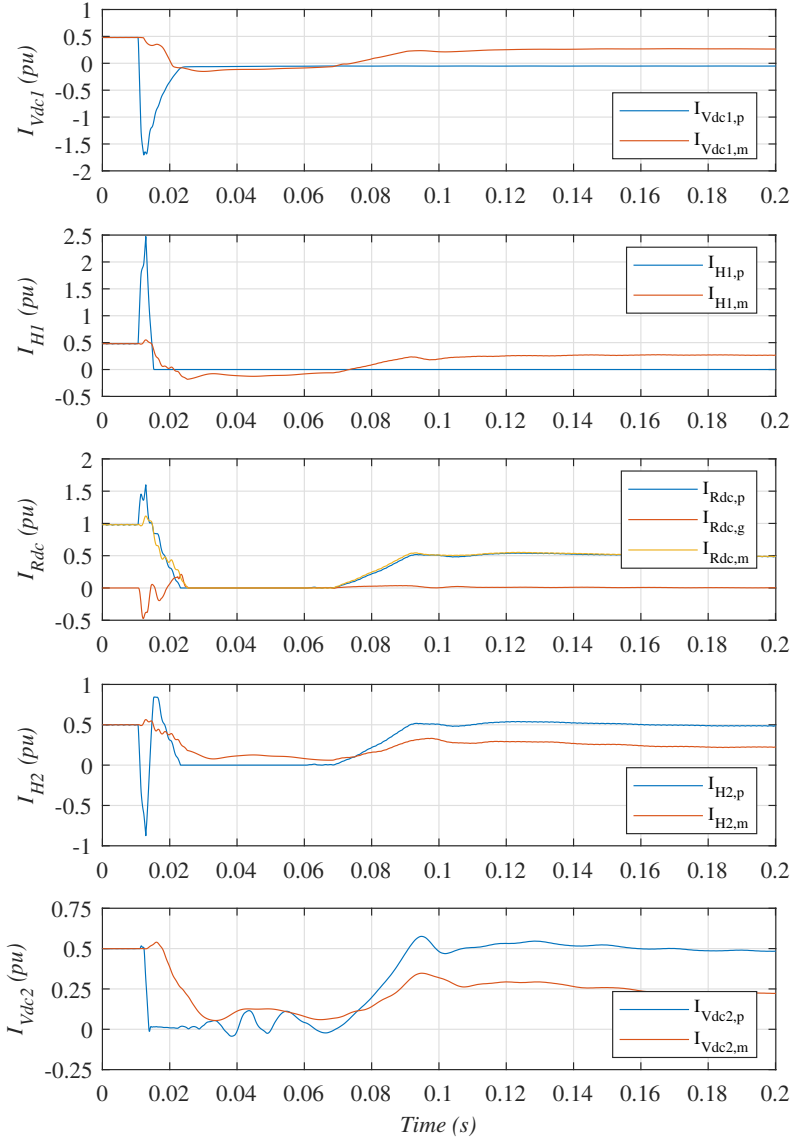 0.5
0
-0.5
-1
-1.5
-2
I_Vdc1 (pu)
I_Vdc1,p
I_Vdc1,m
0 0.02 0.04 0.06 0.08 0.1 0.12 0.14 0.16 0.18 0.2
2.5
2
1.5
1
0.5
0
-0.5
I_H1 (pu)
I_H1,p
I_H1,m
0 0.02 0.04 0.06 0.08 0.1 0.12 0.14 0.16 0.18 0.2
2
1.5
1
0.5
0
-0.5
I_Rdc (pu)
I_Rdc,p
I_Rdc,g
I_Rdc,m
0 0.02 0.04 0.06 0.08 0.1 0.12 0.14 0.16 0.18 0.2
1
0.5
0
-0.5
-1
I_H2 (pu)
I_H2,p
I_H2,m
0 0.02 0.04 0.06 0.08 0.1 0.12 0.14 0.16 0.18 0.2
0.75
0.5
0.25
0
0.25
I_Vdc2 (pu)
I_Vdc2,p
I_Vdc2,m
0 0.02 0.04 0.06 0.08 0.1 0.12 0.14 0.16 0.18 0.2
Time (s)